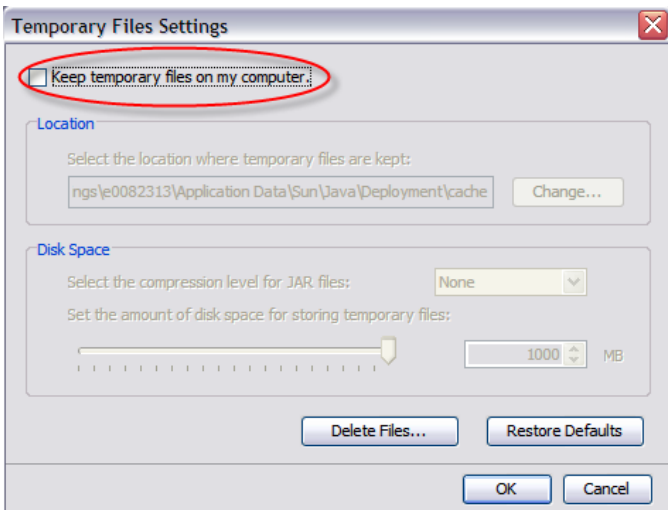 Temporary Files Settings
Keep temporary files on my computer.
Location
Select the location where temporary files are kept:
ngs\e0082313\Application Data\Sun\Java\Deployment\cache
Change...
Disk Space
Select the compression level for JAR files:
None
Set the amount of disk space for storing temporary files:
1000 MB
Delete Files...
Restore Defaults
OK
Cancel